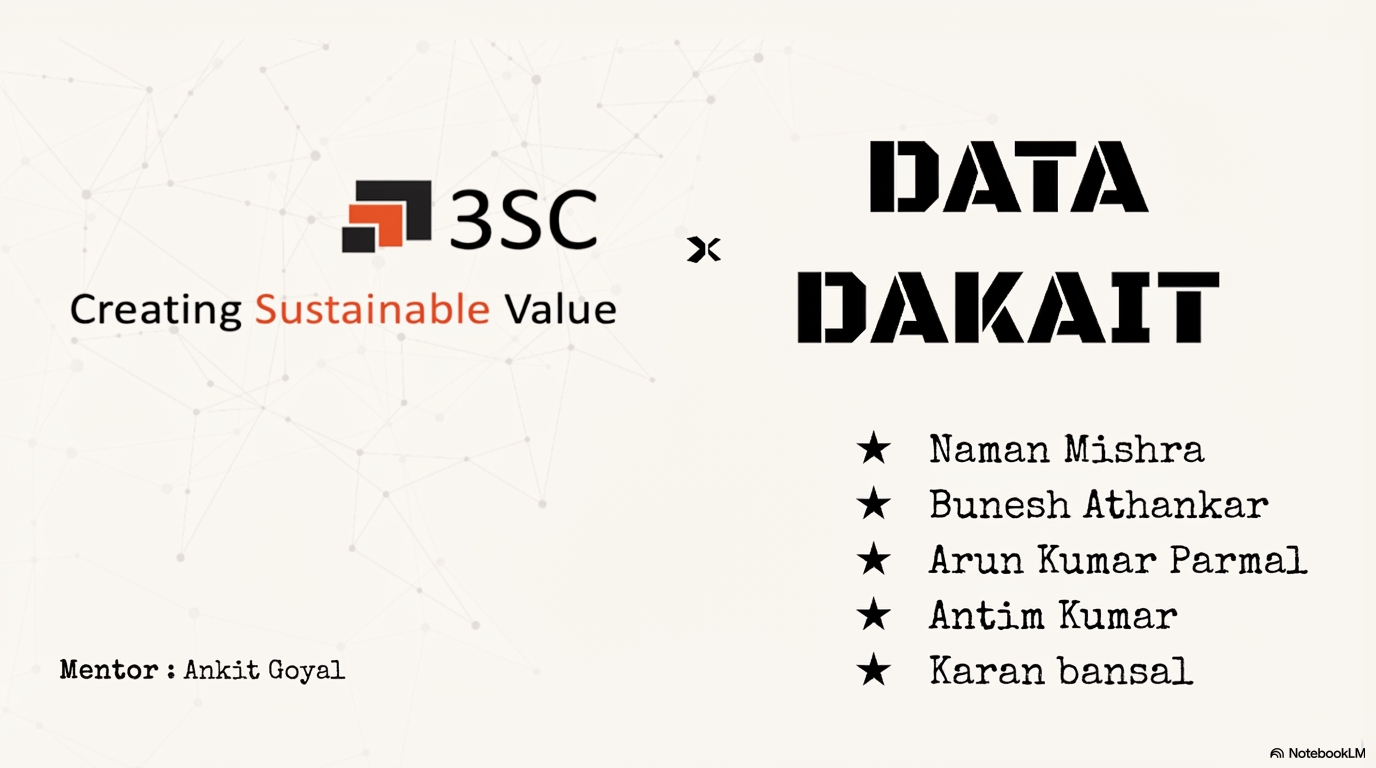 3SC
Creating Sustainable Value
x
DATA
DAKAIT
★ Naman Mishra
★ Bunesh Athankar
★ Arun Kumar Parmal
★ Antim Kumar
★ Karan bansal
Mentor : Ankit Goyal
NotebookLM